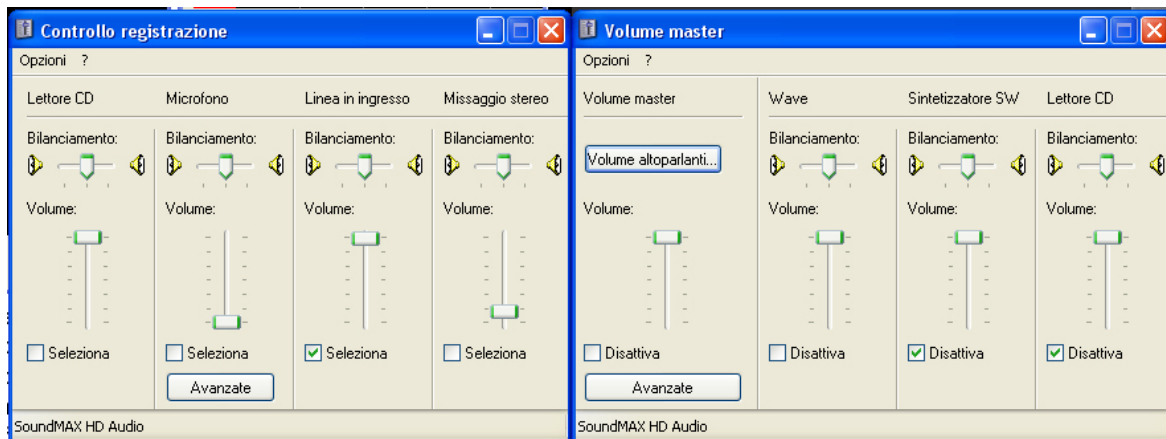 Controllo registrazione
Opzioni ?
Lettore CD Microfono Linea in ingresso Missaggio stereo
Bilanciamento: Bilanciamento: Bilanciamento: Bilanciamento:
Volume: Volume: Volume: Volume:
Seleziona Seleziona Seleziona Seleziona
Avanzate
SoundMAX HD Audio
Volume master
Opzioni ?
Volume master Wave Sintetizzatore SW Lettore CD
Bilanciamento: Bilanciamento: Bilanciamento:
Volume altoparlanti...
Volume: Volume: Volume: Volume:
Disattiva Disattiva Disattiva Disattiva
Avanzate
SoundMAX HD Audio